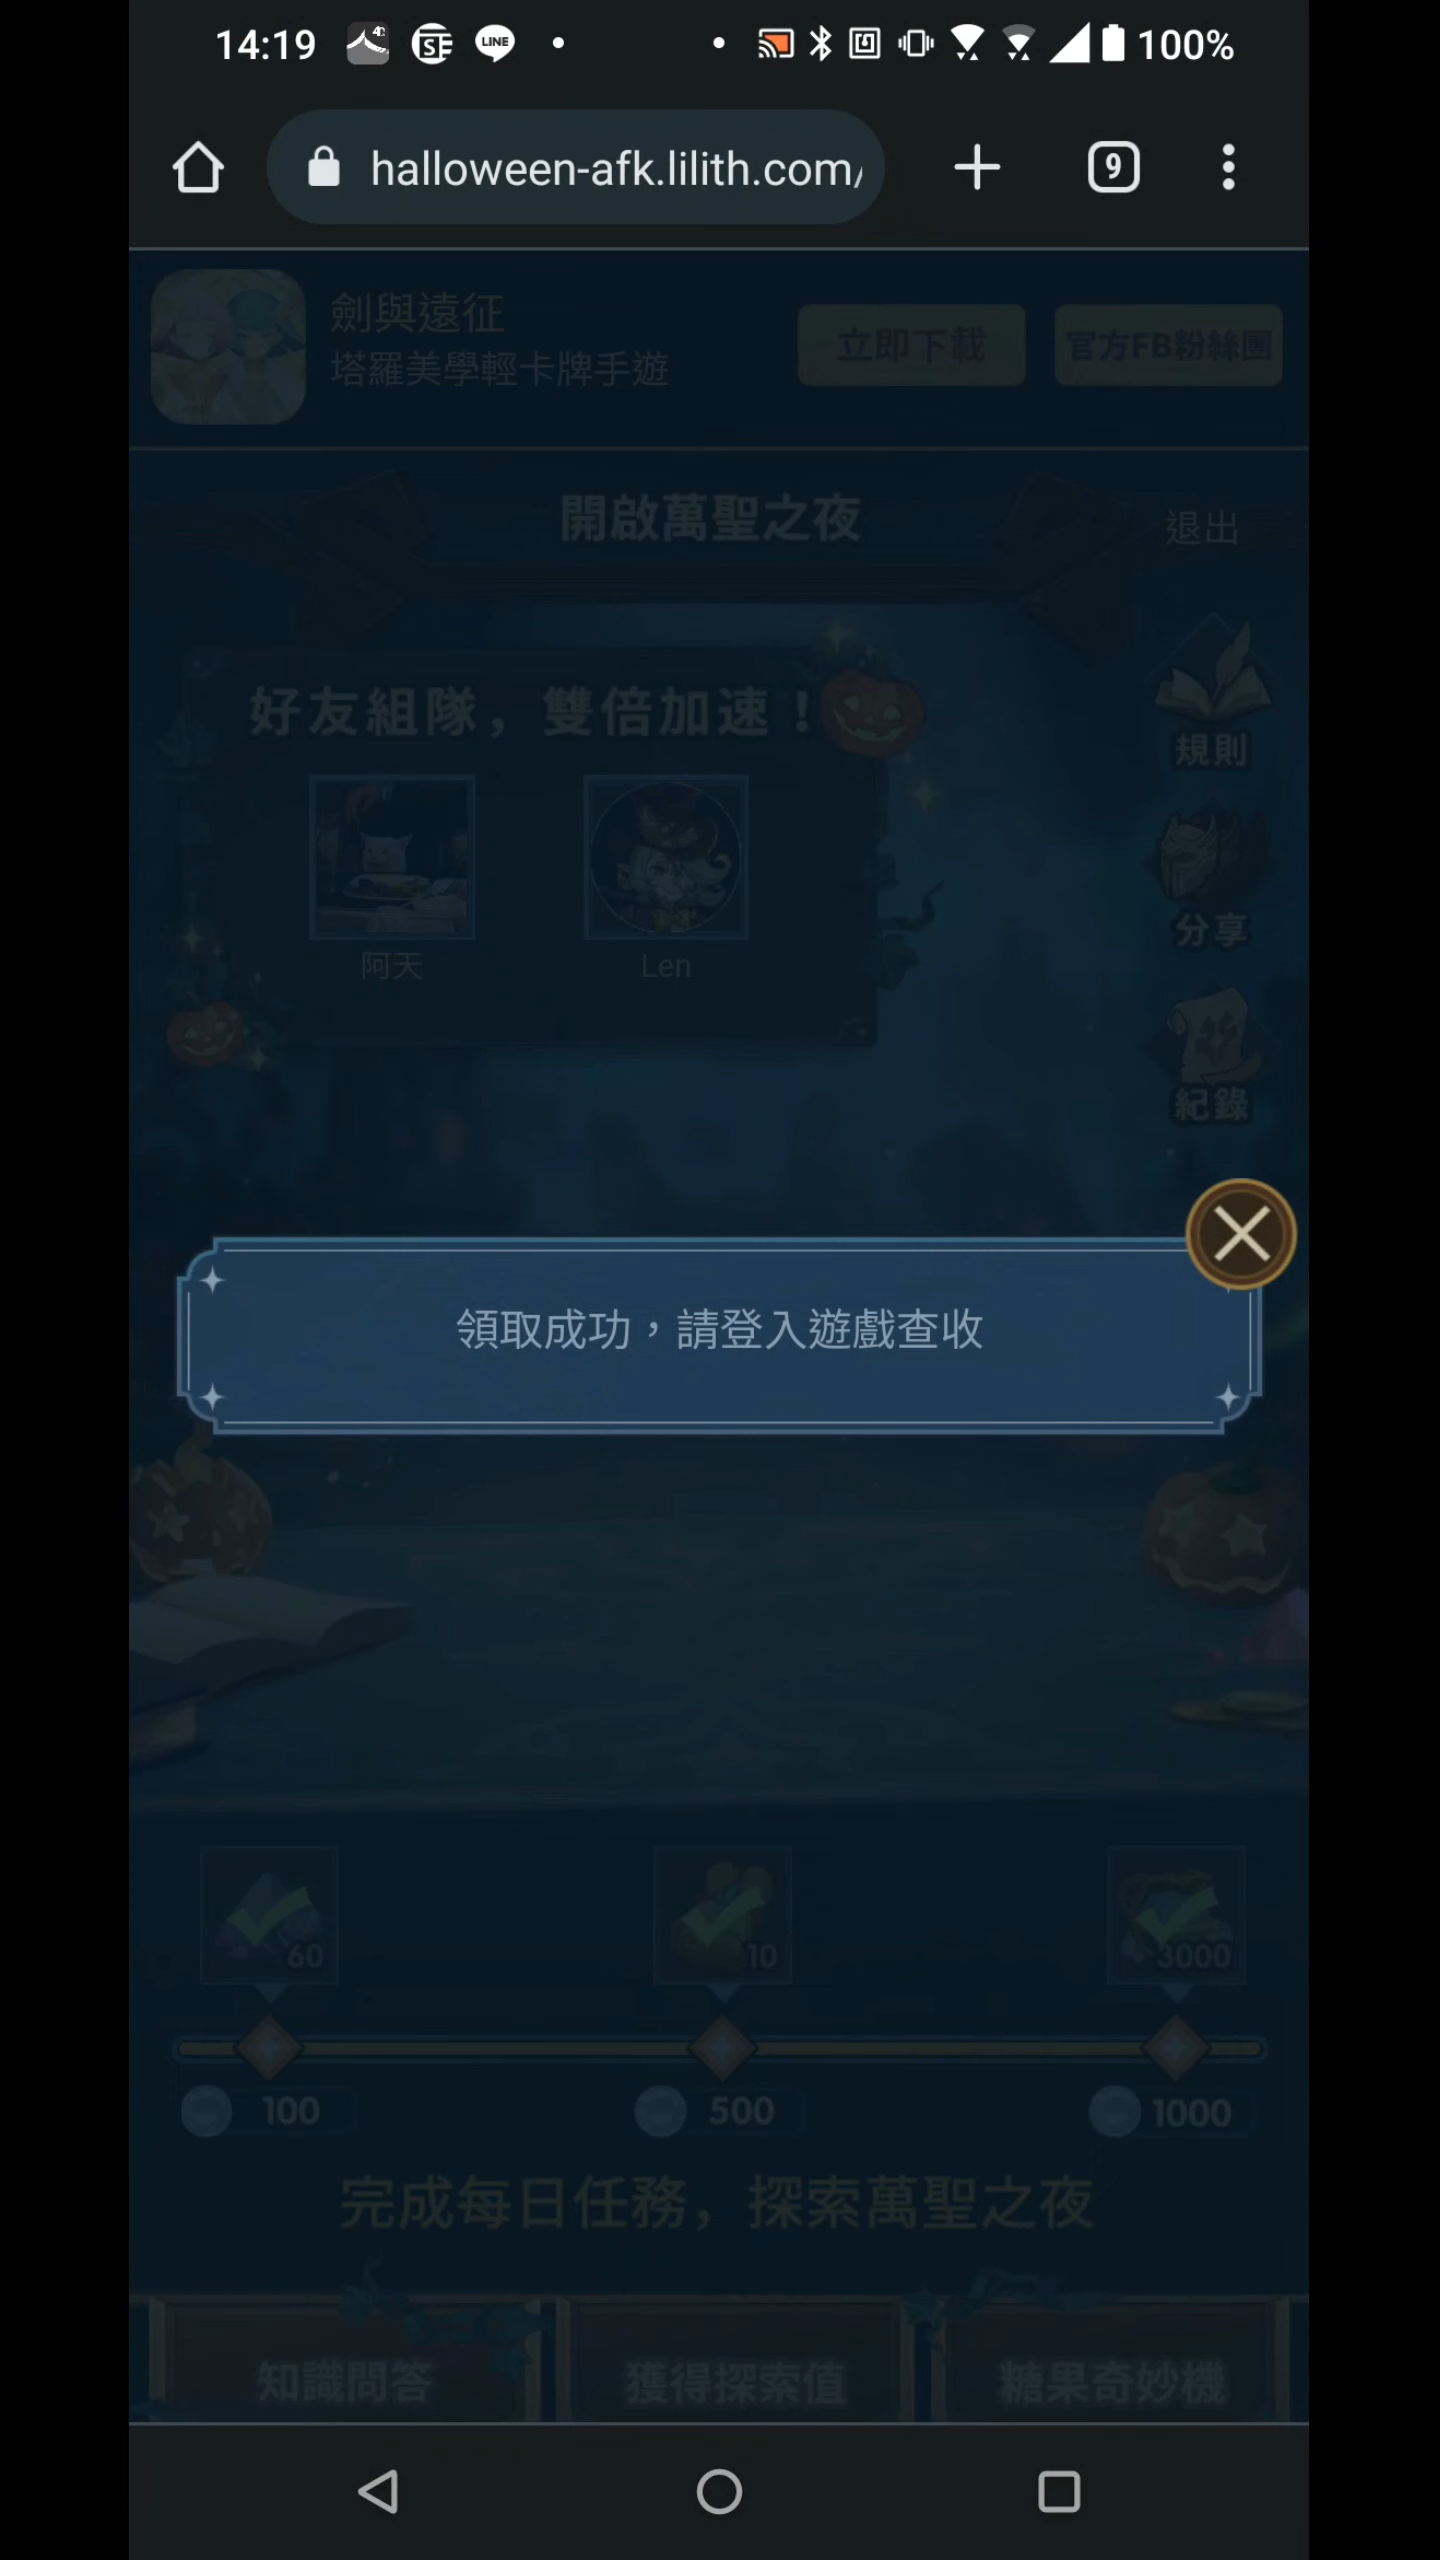 14:19
LINE
100%
halloween-afk.lilith.com/
9
劍與遠征
塔羅美學輕卡牌手遊
立即下載
官方FB粉絲團
開啟萬聖之夜
退出
好友組隊，雙倍加速！
規則
阿天
Len
分享
紀錄
領取成功，請登入遊戲查收
60
10
3000
100
500
1000
完成每日任務，探索萬聖之夜
知識問答
獲得探索值
糖果奇妙機